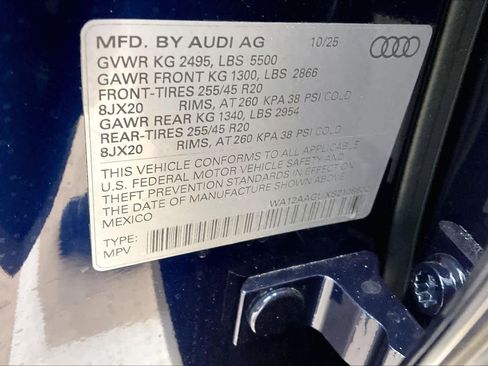 MFD. BY AUDI AG 10/25
GVWR KG 2495, LBS 5500
GAWR FRONT KG 1300, LBS 2866
FRONT-TIRES 255/45 R20
8JX20 RIMS, AT 260 KPA 38 PSI COLD
GAWR REAR KG 1340, LBS 2954
REAR-TIRES 255/45 R20
8JX20 RIMS, AT 260 KPA 38 PSI COLD
THIS VEHICLE CONFORMS TO ALL APPLICABLE
U.S. FEDERAL MOTOR VEHICLE SAFETY AND
THEFT PREVENTION STANDARDS IN EFFECT
ON THE DATE OF MANUFACTURE SHOWN ABOVE
MEXICO
TYPE:
MPV